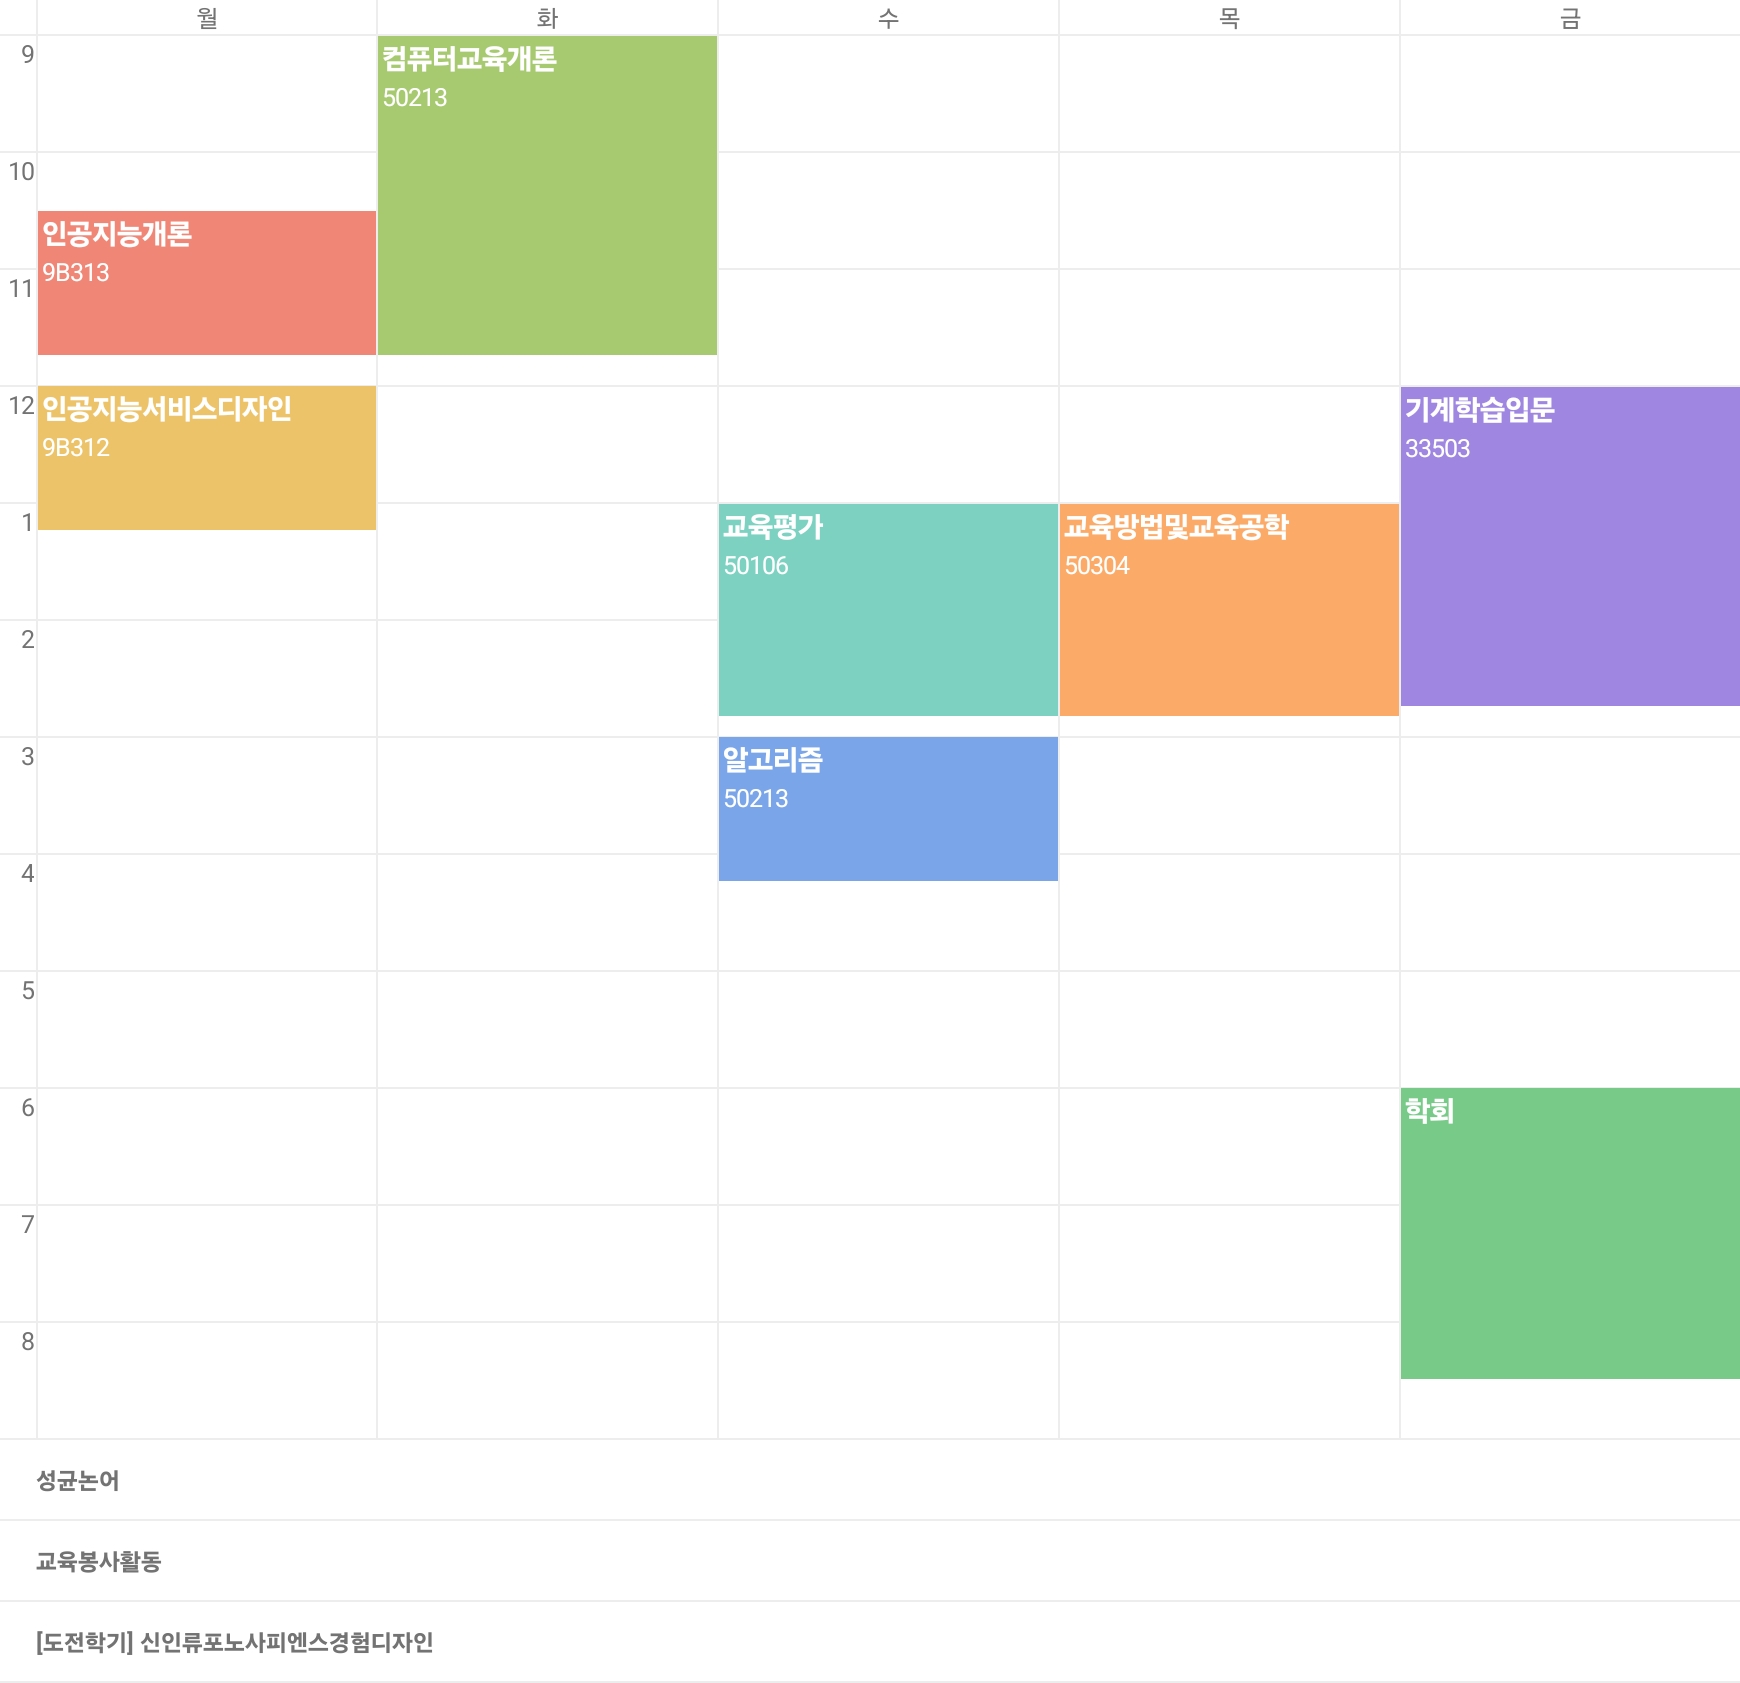 월 화 수 목 금
9
컴퓨터교육개론
50213
10
인공지능개론
9B313
11
12
인공지능서비스디자인
9B312
기계학습입문
33503
1
교육평가
50106
교육방법및교육공학
50304
2
3
알고리즘
50213
4
5
6
학회
7
8
성균논어
교육봉사활동
[도전학기] 신인류포노사피엔스경험디자인